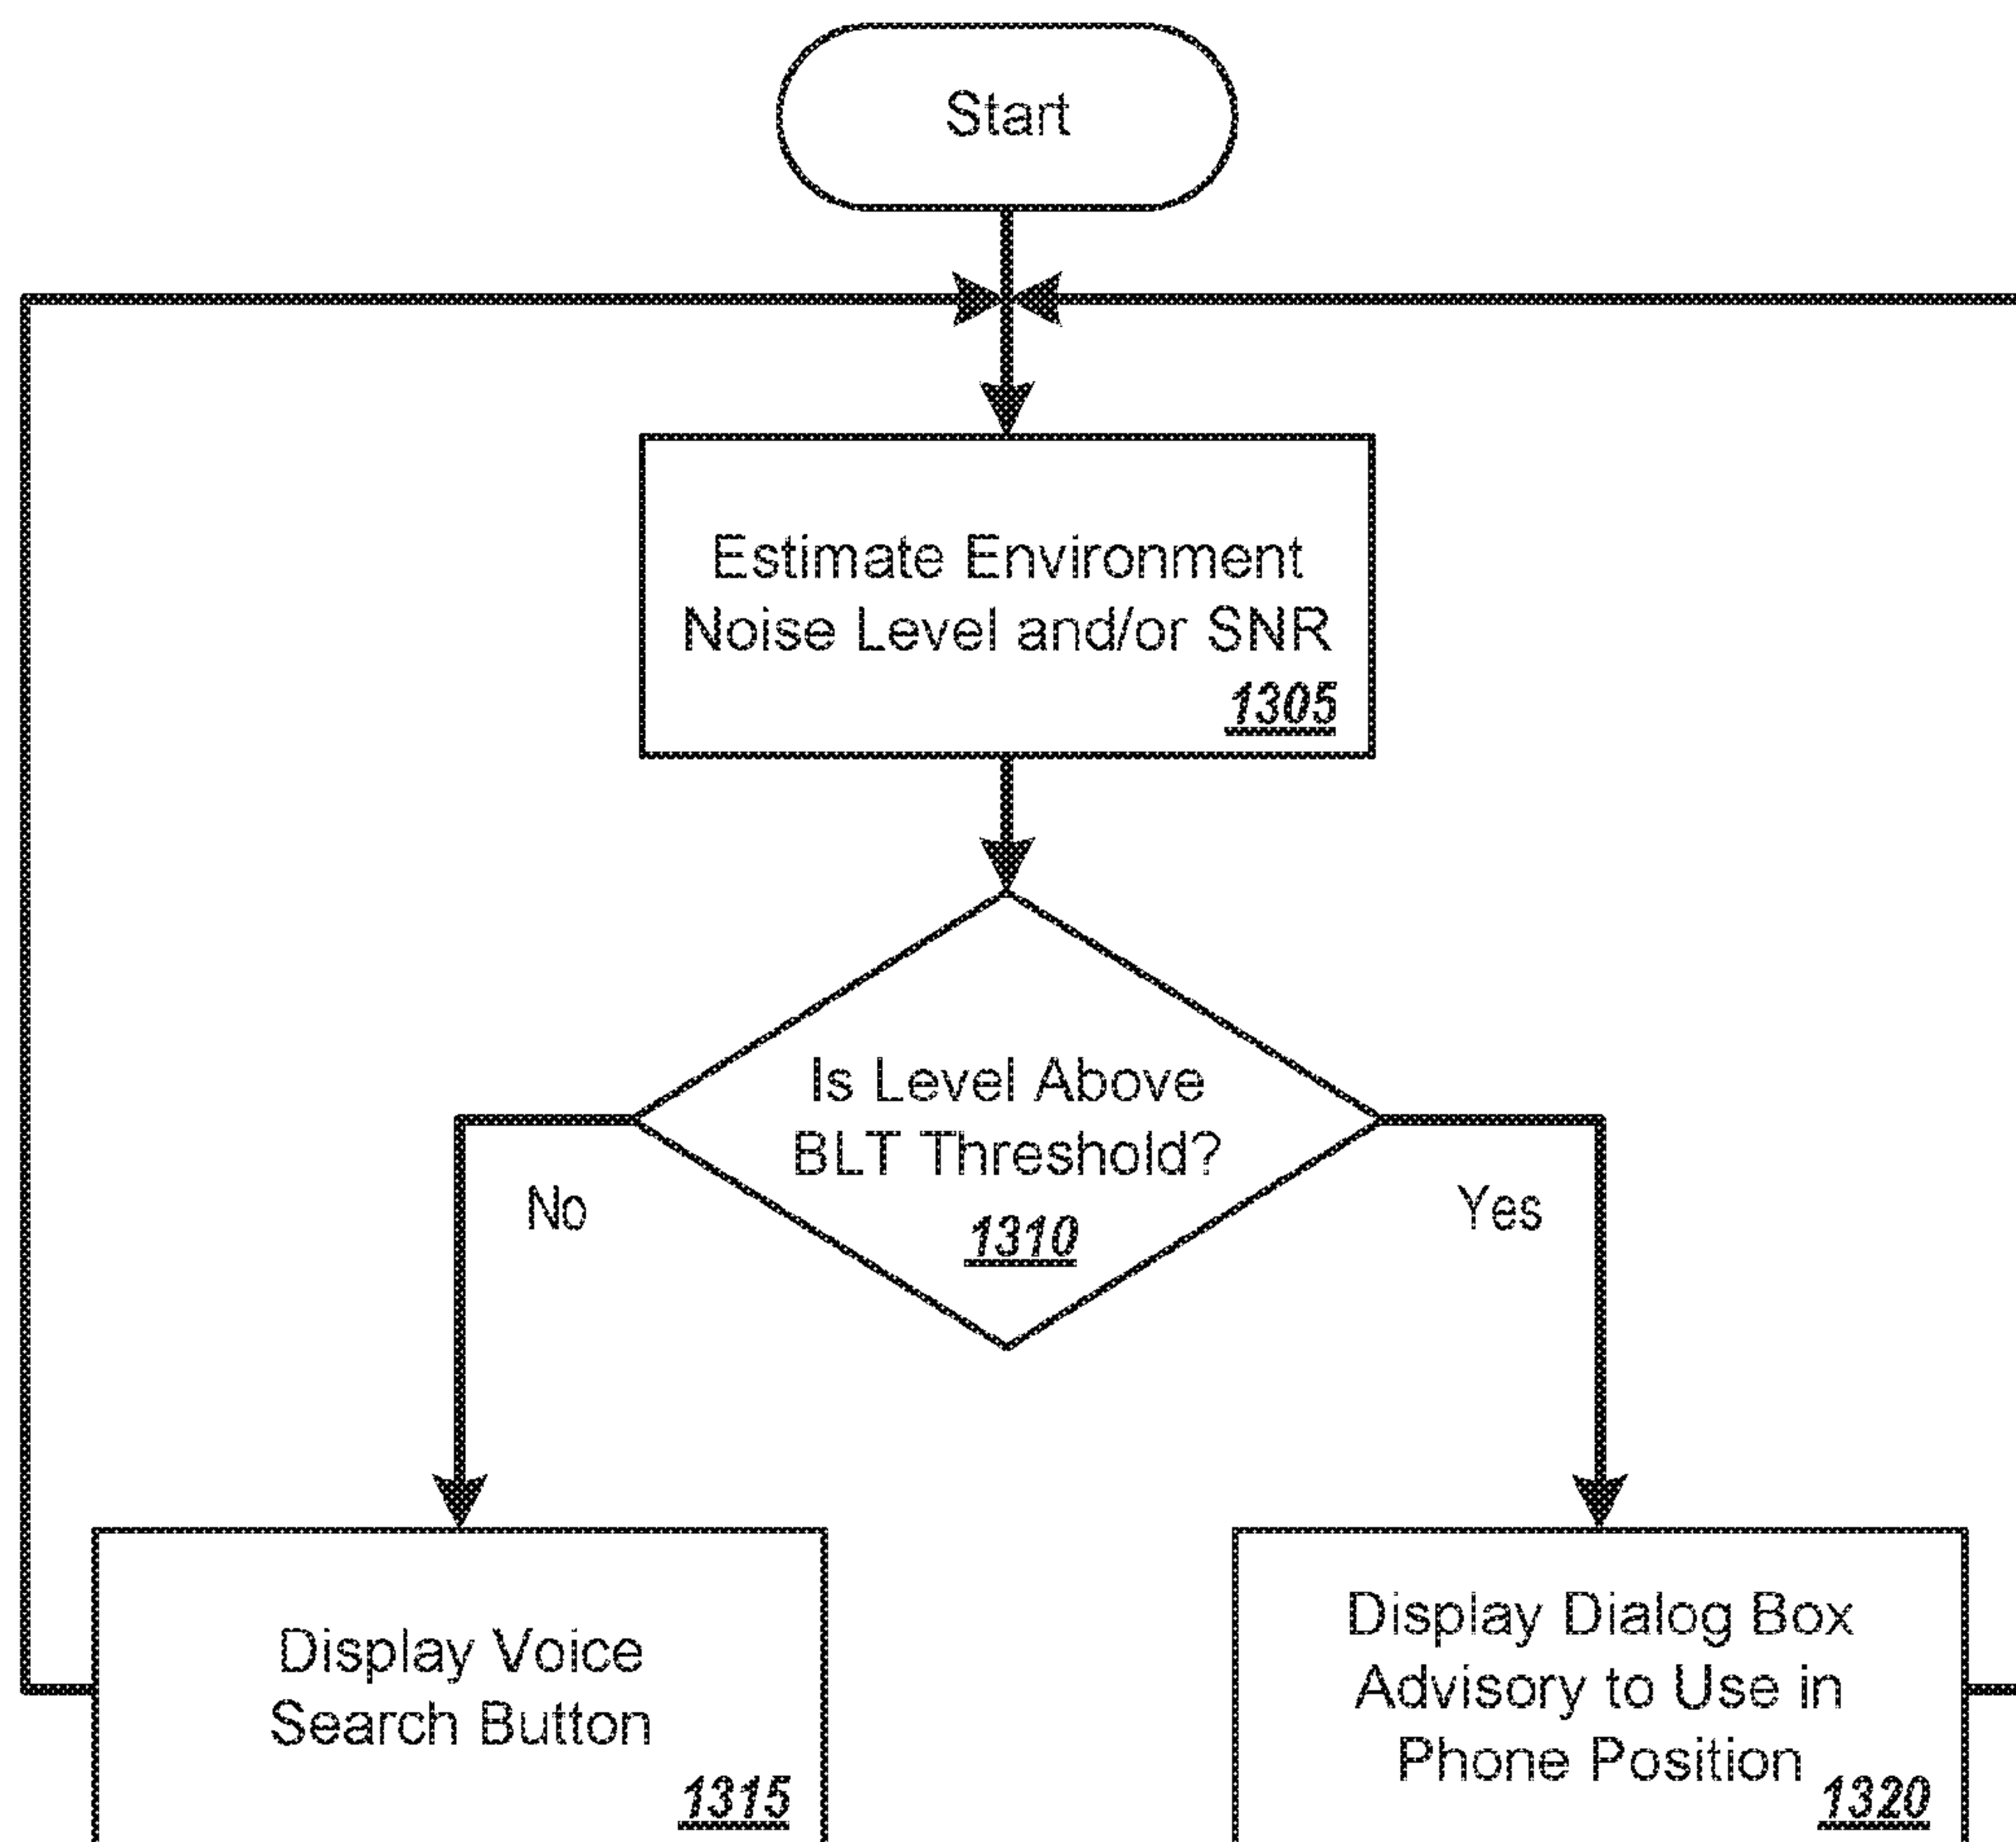 Start
Estimate Environment
Noise Level and/or SNR
1305
Is Level Above
BLT Threshold?
1310
No
Yes
Display Voice
Search Button
1315
Display Dialog Box
Advisory to Use in
Phone Position
1320